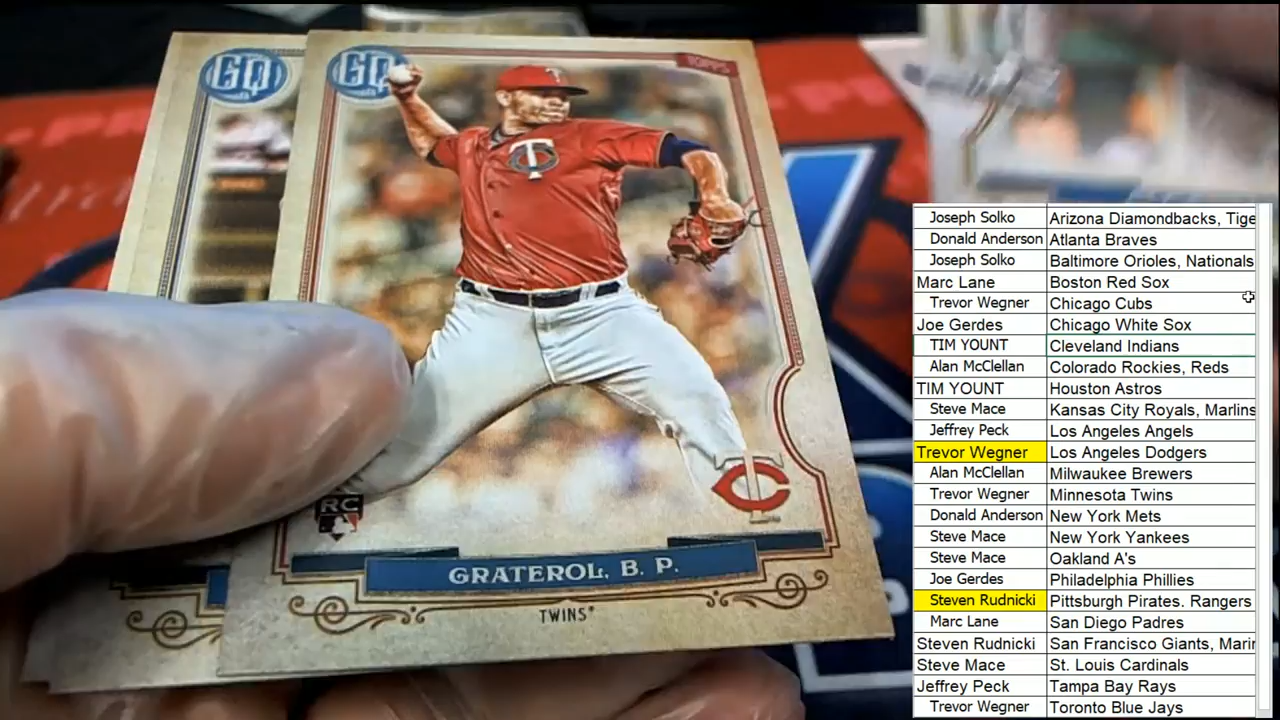 GQ
GQ
TOPPS
T
C
RC
GRATEROL, B. P.
TWINS
Joseph Solko Arizona Diamondbacks, Tige
Donald Anderson Atlanta Braves
Joseph Solko Baltimore Orioles, Nationals
Marc Lane Boston Red Sox
Trevor Wegner Chicago Cubs
Joe Gerdes Chicago White Sox
TIM YOUNT Cleveland Indians
Alan McClellan Colorado Rockies, Reds
TIM YOUNT Houston Astros
Steve Mace Kansas City Royals, Marlins
Jeffrey Peck Los Angeles Angels
Trevor Wegner Los Angeles Dodgers
Alan McClellan Milwaukee Brewers
Trevor Wegner Minnesota Twins
Donald Anderson New York Mets
Steve Mace New York Yankees
Steve Mace Oakland A's
Joe Gerdes Philadelphia Phillies
Steven Rudnicki Pittsburgh Pirates. Rangers
Marc Lane San Diego Padres
Steven Rudnicki San Francisco Giants, Mari
Steve Mace St. Louis Cardinals
Jeffrey Peck Tampa Bay Rays
Trevor Wegner Toronto Blue Jays